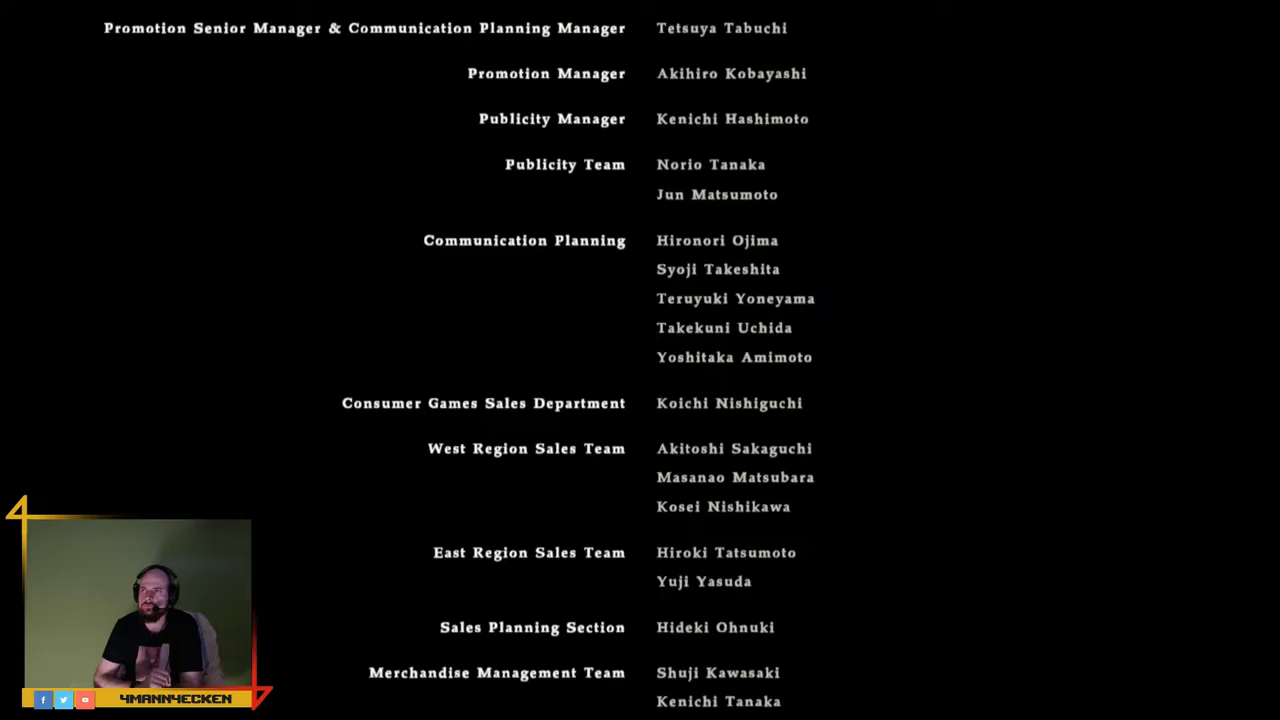 Promotion Senior Manager & Communication Planning Manager Tetsuya Tabuchi
Promotion Manager Akihiro Kobayashi
Publicity Manager Kenichi Hashimoto
Publicity Team Norio Tanaka
Jun Matsumoto
Communication Planning Hironori Ojima
Syoji Takeshita
Teruyuki Yoneyama
Takekuni Uchida
Yoshitaka Amimoto
Consumer Games Sales Department Koichi Nishiguchi
West Region Sales Team Akitoshi Sakaguchi
Masanao Matsubara
Kosei Nishikawa
East Region Sales Team Hiroki Tatsumoto
Yuji Yasuda
Sales Planning Section Hideki Ohnuki
Merchandise Management Team Shuji Kawasaki
Kenichi Tanaka
4MANN4ECKEN